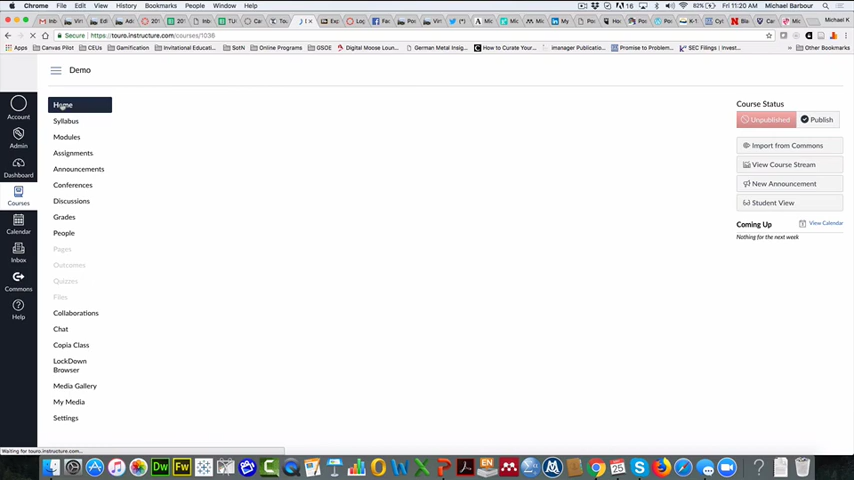 Chrome File Edit View History Bookmarks People Window Help
82% Fri 11:20 AM Michael Barbour
Secure https://touro.instructure.com/courses/1036
Apps Canvas Pilot CEUs Gamification Invitational Educati... SotN Online Programs GSOE Digital Moose Loun... German Metal Insig... How to Curate Your... imanager Publicatio... Promise to Problem... SEC Filings | Invest... Other Bookmarks
Demo
Home
Syllabus
Modules
Assignments
Announcements
Conferences
Discussions
Grades
People
Pages
Outcomes
Quizzes
Files
Collaborations
Chat
Copia Class
LockDown
Browser
Media Gallery
My Media
Settings
Account
Admin
Dashboard
Courses
Calendar
Inbox
Commons
Help
Course Status
Unpublished Publish
Import from Commons
View Course Stream
New Announcement
Student View
Coming Up View Calendar
Nothing for the next week
Waiting for touro.instructure.com...